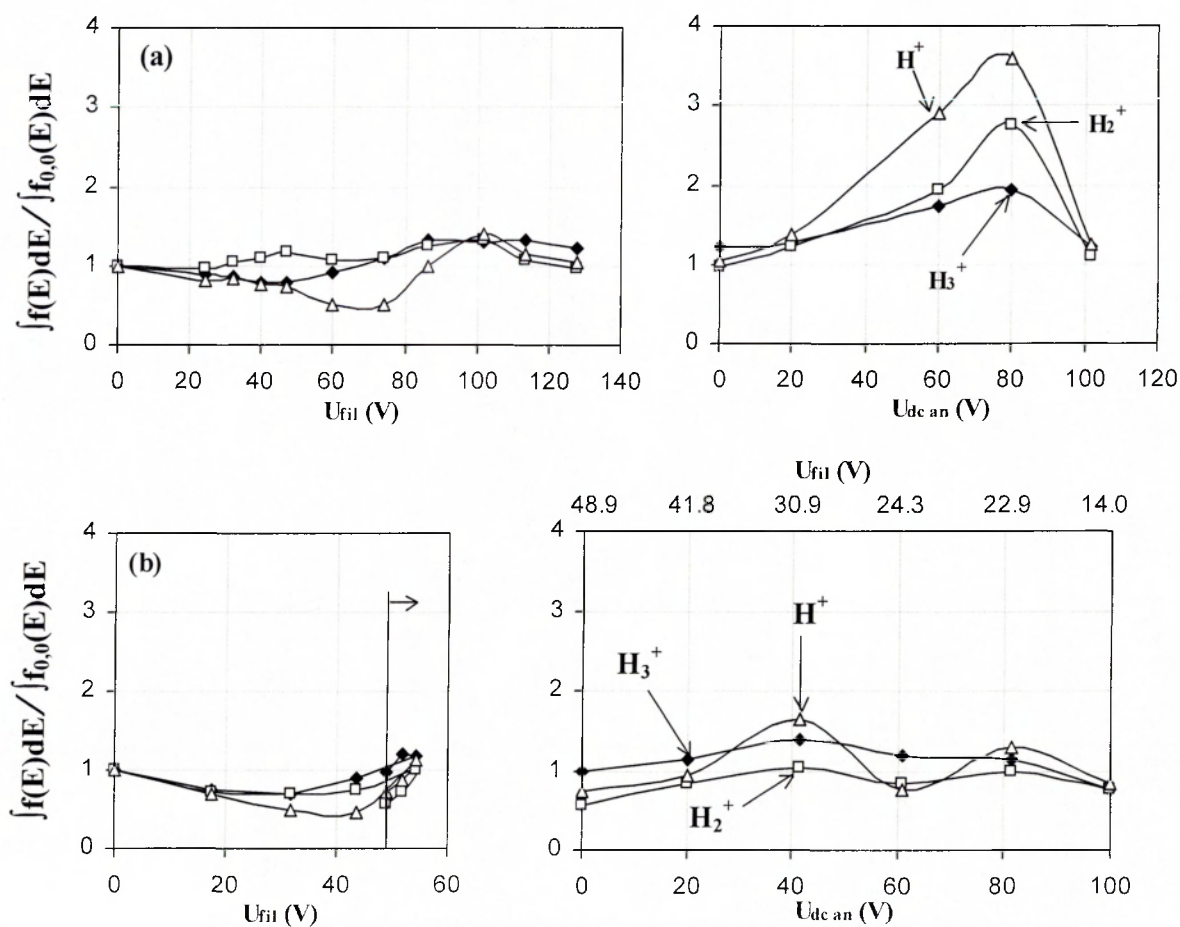 (a)
∫f(E)dE / ∫f0,0(E)dE
4
3
2
1
0
0 20 40 60 80 100 120 140
Ufil (V)
4
3
2
1
0
H+
H2+
H3+
0 20 40 60 80 100 120
Udc an (V)
(b)
∫f(E)dE / ∫f0,0(E)dE
4
3
2
1
0
0 20 40 60
Ufil (V)
Ufil (V)
48.9 41.8 30.9 24.3 22.9 14.0
4
3
2
1
0
H+
H3+
H2+
0 20 40 60 80 100
Udc an (V)